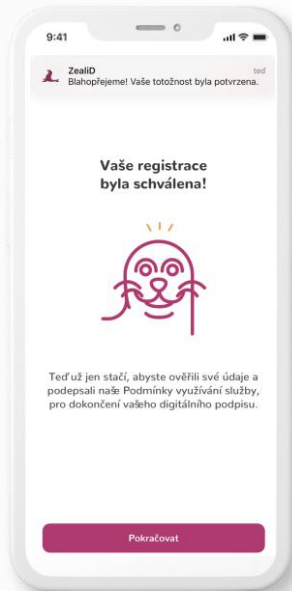 9:41
ZealiD
teď
Blahopřejeme! Vaše totožnost byla potvrzena.
Vaše registrace
byla schválena!
Teď už jen stačí, abyste ověřili své údaje a
podepsali naše Podmínky využívání služby,
pro dokončení vašeho digitálního podpisu.
Pokračovat